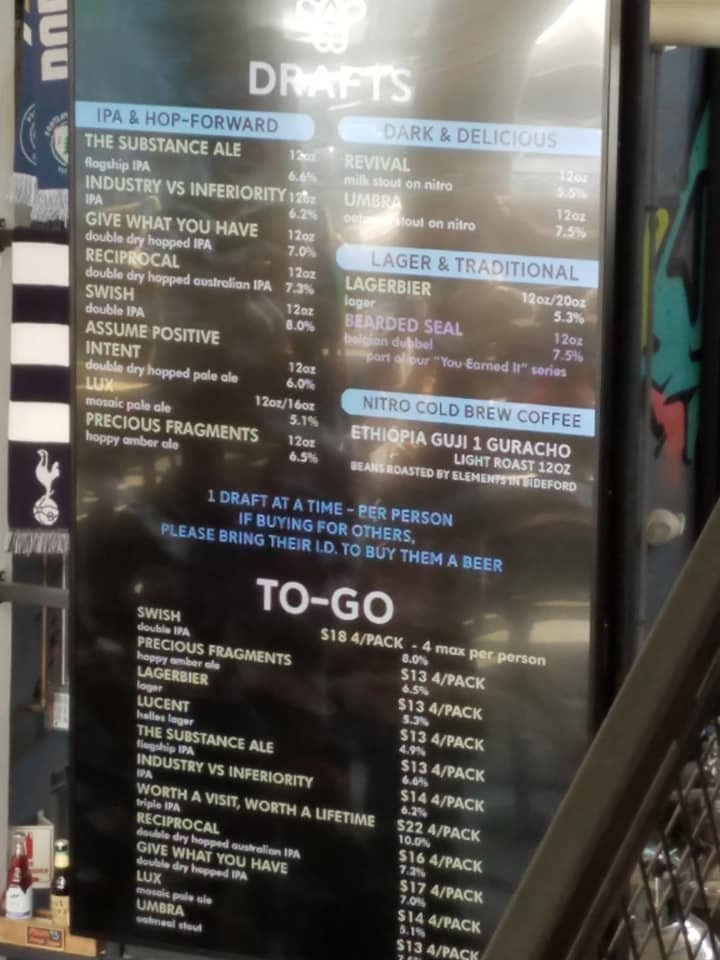 DRAFTS
IPA & HOP-FORWARD
THE SUBSTANCE ALE 12oz
flagship IPA 6.6%
INDUSTRY VS INFERIORITY 12oz
IPA 6.2%
GIVE WHAT YOU HAVE 12oz
double dry hopped IPA 7.0%
RECIPROCAL 12oz
double dry hopped australian IPA 7.3%
SWISH 12oz
double IPA 8.0%
ASSUME POSITIVE
INTENT 12oz
double dry hopped pale ale 6.0%
LUX 12oz/16oz
mosaic pale ale 5.1%
PRECIOUS FRAGMENTS 12oz
hoppy amber ale 6.5%
DARK & DELICIOUS
REVIVAL 12oz
milk stout on nitro 5.5%
UMBRA 12oz
oatmeal stout on nitro 7.5%
LAGER & TRADITIONAL
LAGERBIER 12oz/20oz
lager 5.3%
BEARDED SEAL 12oz
belgian dubbel 7.5%
part of our "You Earned It" series
NITRO COLD BREW COFFEE
ETHIOPIA GUJI 1 GURACHO
LIGHT ROAST 12OZ
BEANS ROASTED BY ELEMENTS IN BIDEFORD
1 DRAFT AT A TIME - PER PERSON
IF BUYING FOR OTHERS,
PLEASE BRING THEIR I.D. TO BUY THEM A BEER
TO-GO
SWISH $18 4/PACK - 4 max per person
double IPA 8.0%
PRECIOUS FRAGMENTS $13 4/PACK
hoppy amber ale 6.5%
LAGERBIER $13 4/PACK
lager 5.3%
LUCENT $13 4/PACK
helles lager 4.9%
THE SUBSTANCE ALE $13 4/PACK
flagship IPA 6.6%
INDUSTRY VS INFERIORITY $14 4/PACK
IPA 6.2%
WORTH A VISIT, WORTH A LIFETIME $22 4/PACK
triple IPA 10.0%
RECIPROCAL $16 4/PACK
double dry hopped australian IPA 7.3%
GIVE WHAT YOU HAVE $17 4/PACK
double dry hopped IPA 7.0%
LUX $14 4/PACK
mosaic pale ale 5.1%
UMBRA $13 4/PACK
oatmeal stout